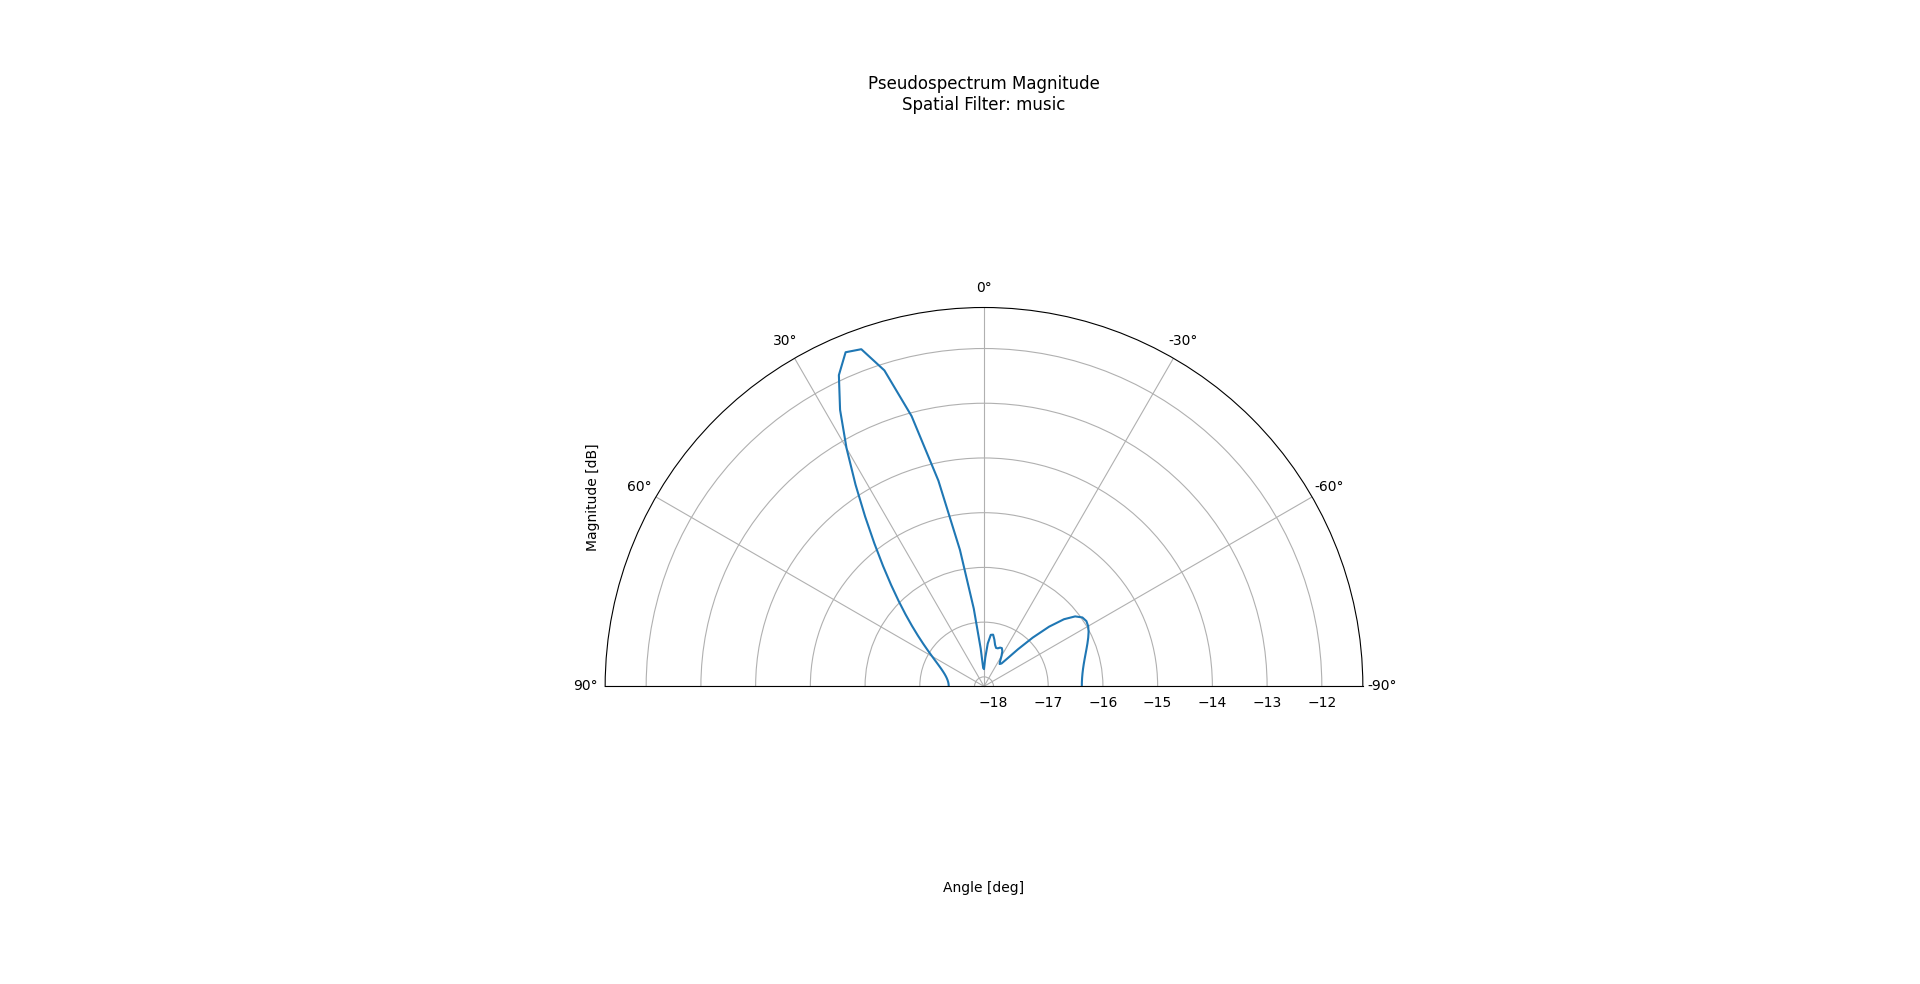 Pseudospectrum Magnitude
Spatial Filter: music
0°
30°
-30°
60°
-60°
Magnitude [dB]
90°
-90°
−18 −17 −16 −15 −14 −13 −12
Angle [deg]